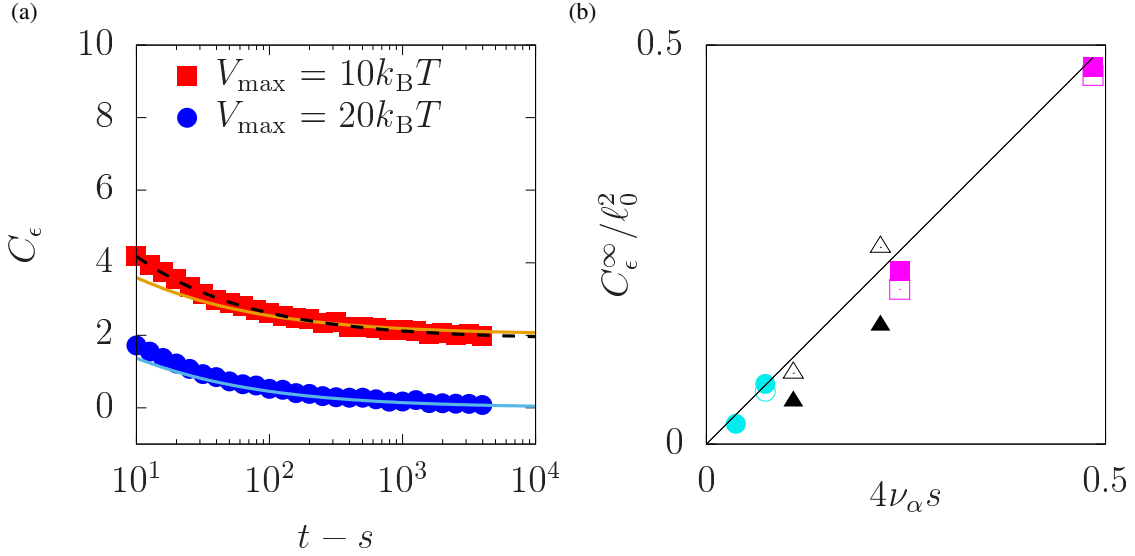 (a)
10
8
6
4
2
0
C_ϵ
V_max = 10k_BT
V_max = 20k_BT
10^1
10^2
10^3
10^4
t − s
(b)
0.5
0
C_ϵ^∞/ℓ_0^2
0
0.5
4ν_αs